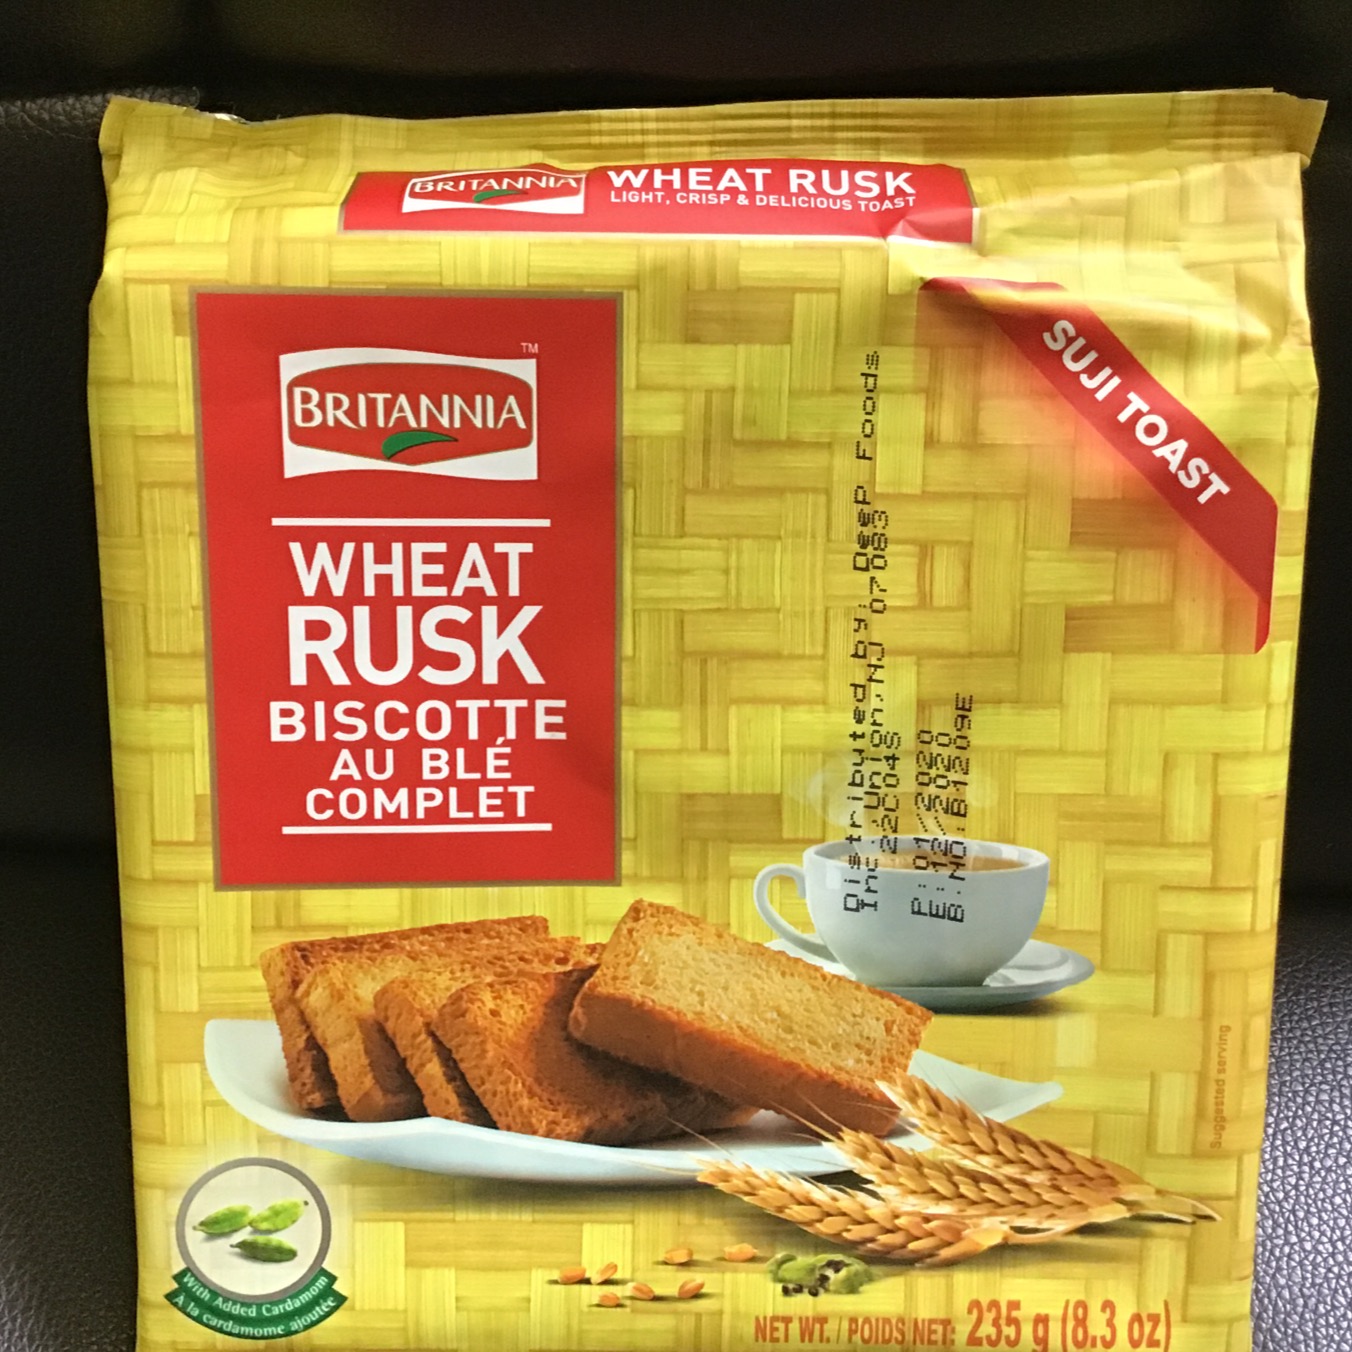 BRITANNIA
WHEAT RUSK
LIGHT, CRISP & DELICIOUS TOAST
SUJI TOAST
TM
BRITANNIA
WHEAT
RUSK
BISCOTTE
AU BLÉ
COMPLET
Distributed by: Deep Foods
Inc., Union, NJ 07083
22C04S
P: 01/2020
E: 12/2020
B.NO: B1209E
Suggested serving
With Added Cardamom
À la cardamome ajoutée
NET WT. / POIDS NET: 235 g (8.3 oz)